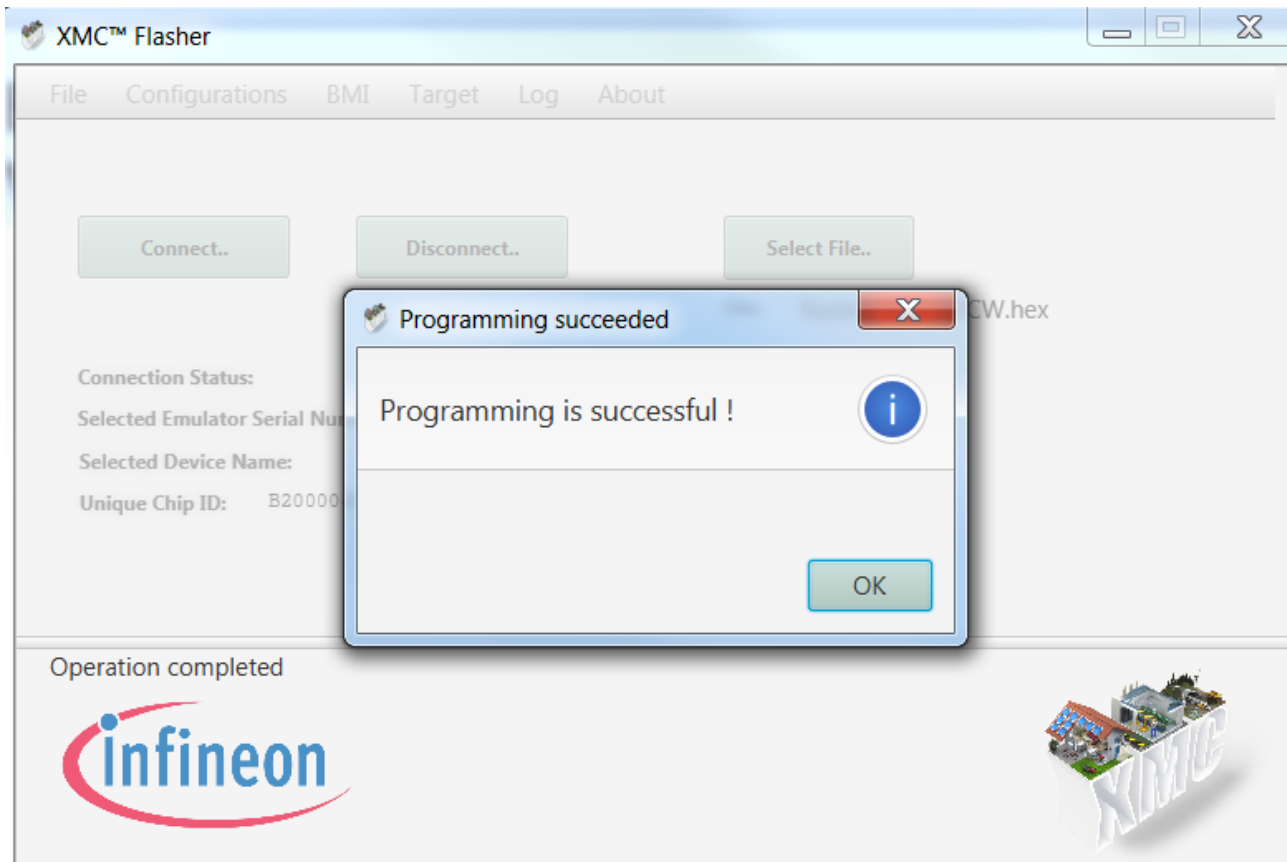 XMC™ Flasher
File Configurations BMI Target Log About
Connect.. Disconnect.. Select File..
CW.hex
Programming succeeded
Programming is successful !
OK
Connection Status:
Selected Emulator Serial Nu
Selected Device Name:
Unique Chip ID: B20000
Operation completed
infineon
XMC